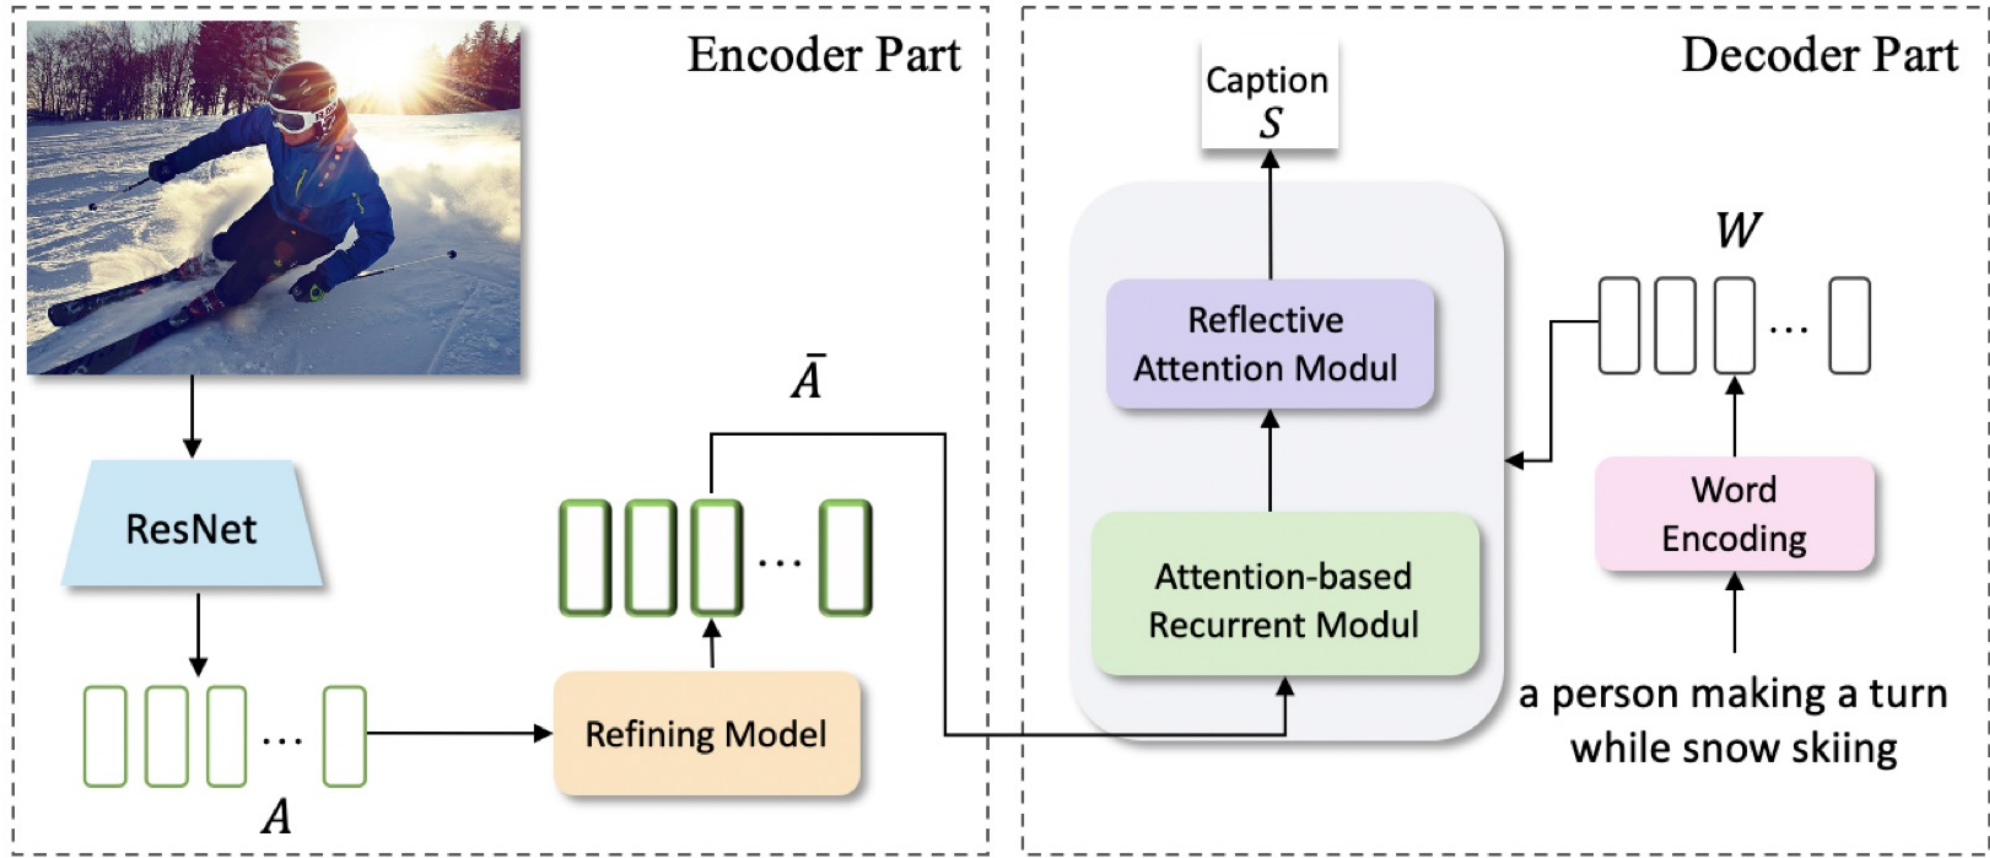 Encoder Part
ResNet
A
Refining Model
...
...
Ā
Decoder Part
Caption
S
Reflective
Attention Modul
Attention-based
Recurrent Modul
W
...
Word
Encoding
a person making a turn
while snow skiing